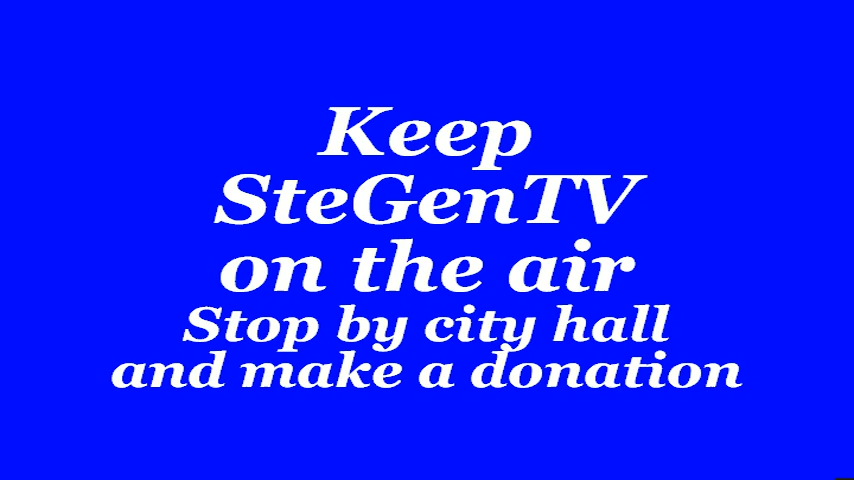 Keep
SteGenTV
on the air
Stop by city hall
and make a donation